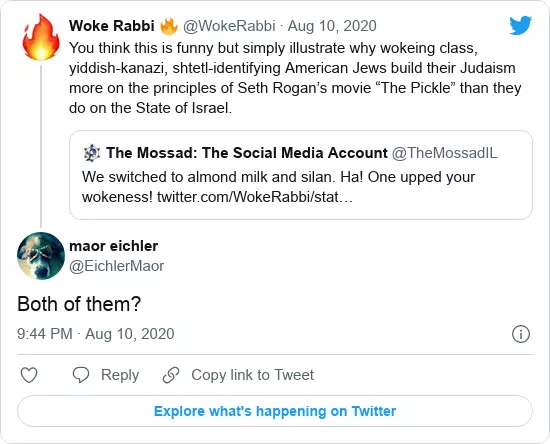 Woke Rabbi 🔥 @WokeRabbi · Aug 10, 2020
You think this is funny but simply illustrate why wokeing class,
yiddish-kanazi, shtetl-identifying American Jews build their Judaism
more on the principles of Seth Rogan’s movie “The Pickle” than they
do on the State of Israel.
The Mossad: The Social Media Account @TheMossadIL
We switched to almond milk and silan. Ha! One upped your
wokeness! twitter.com/WokeRabbi/stat…
maor eichler
@EichlerMaor
Both of them?
9:44 PM · Aug 10, 2020
Reply
Copy link to Tweet
Explore what's happening on Twitter